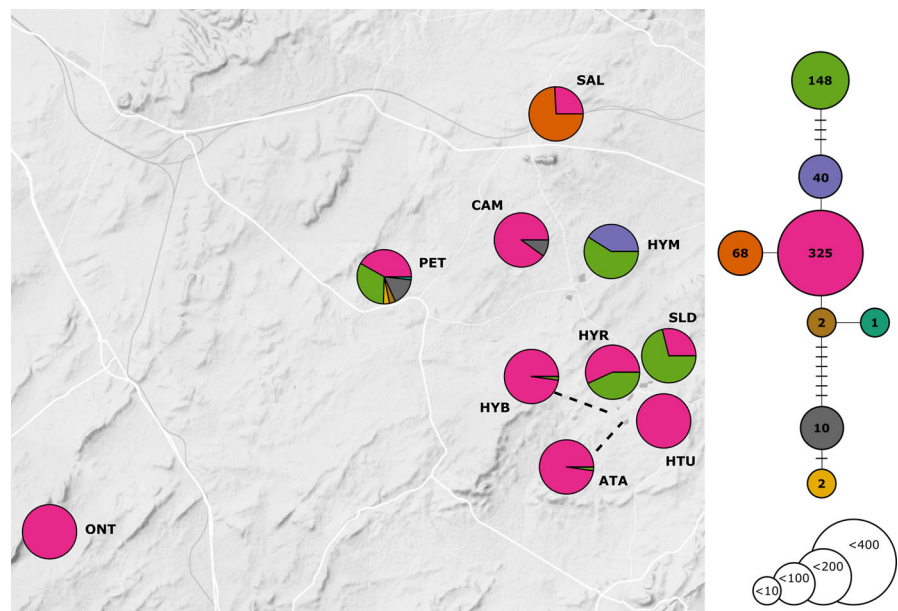 SAL
148
CAM
40
HYM
PET
68
325
2
1
SLD
HYR
HYB
10
HTU
ATA
2
ONT
<400
<200
<100
<10